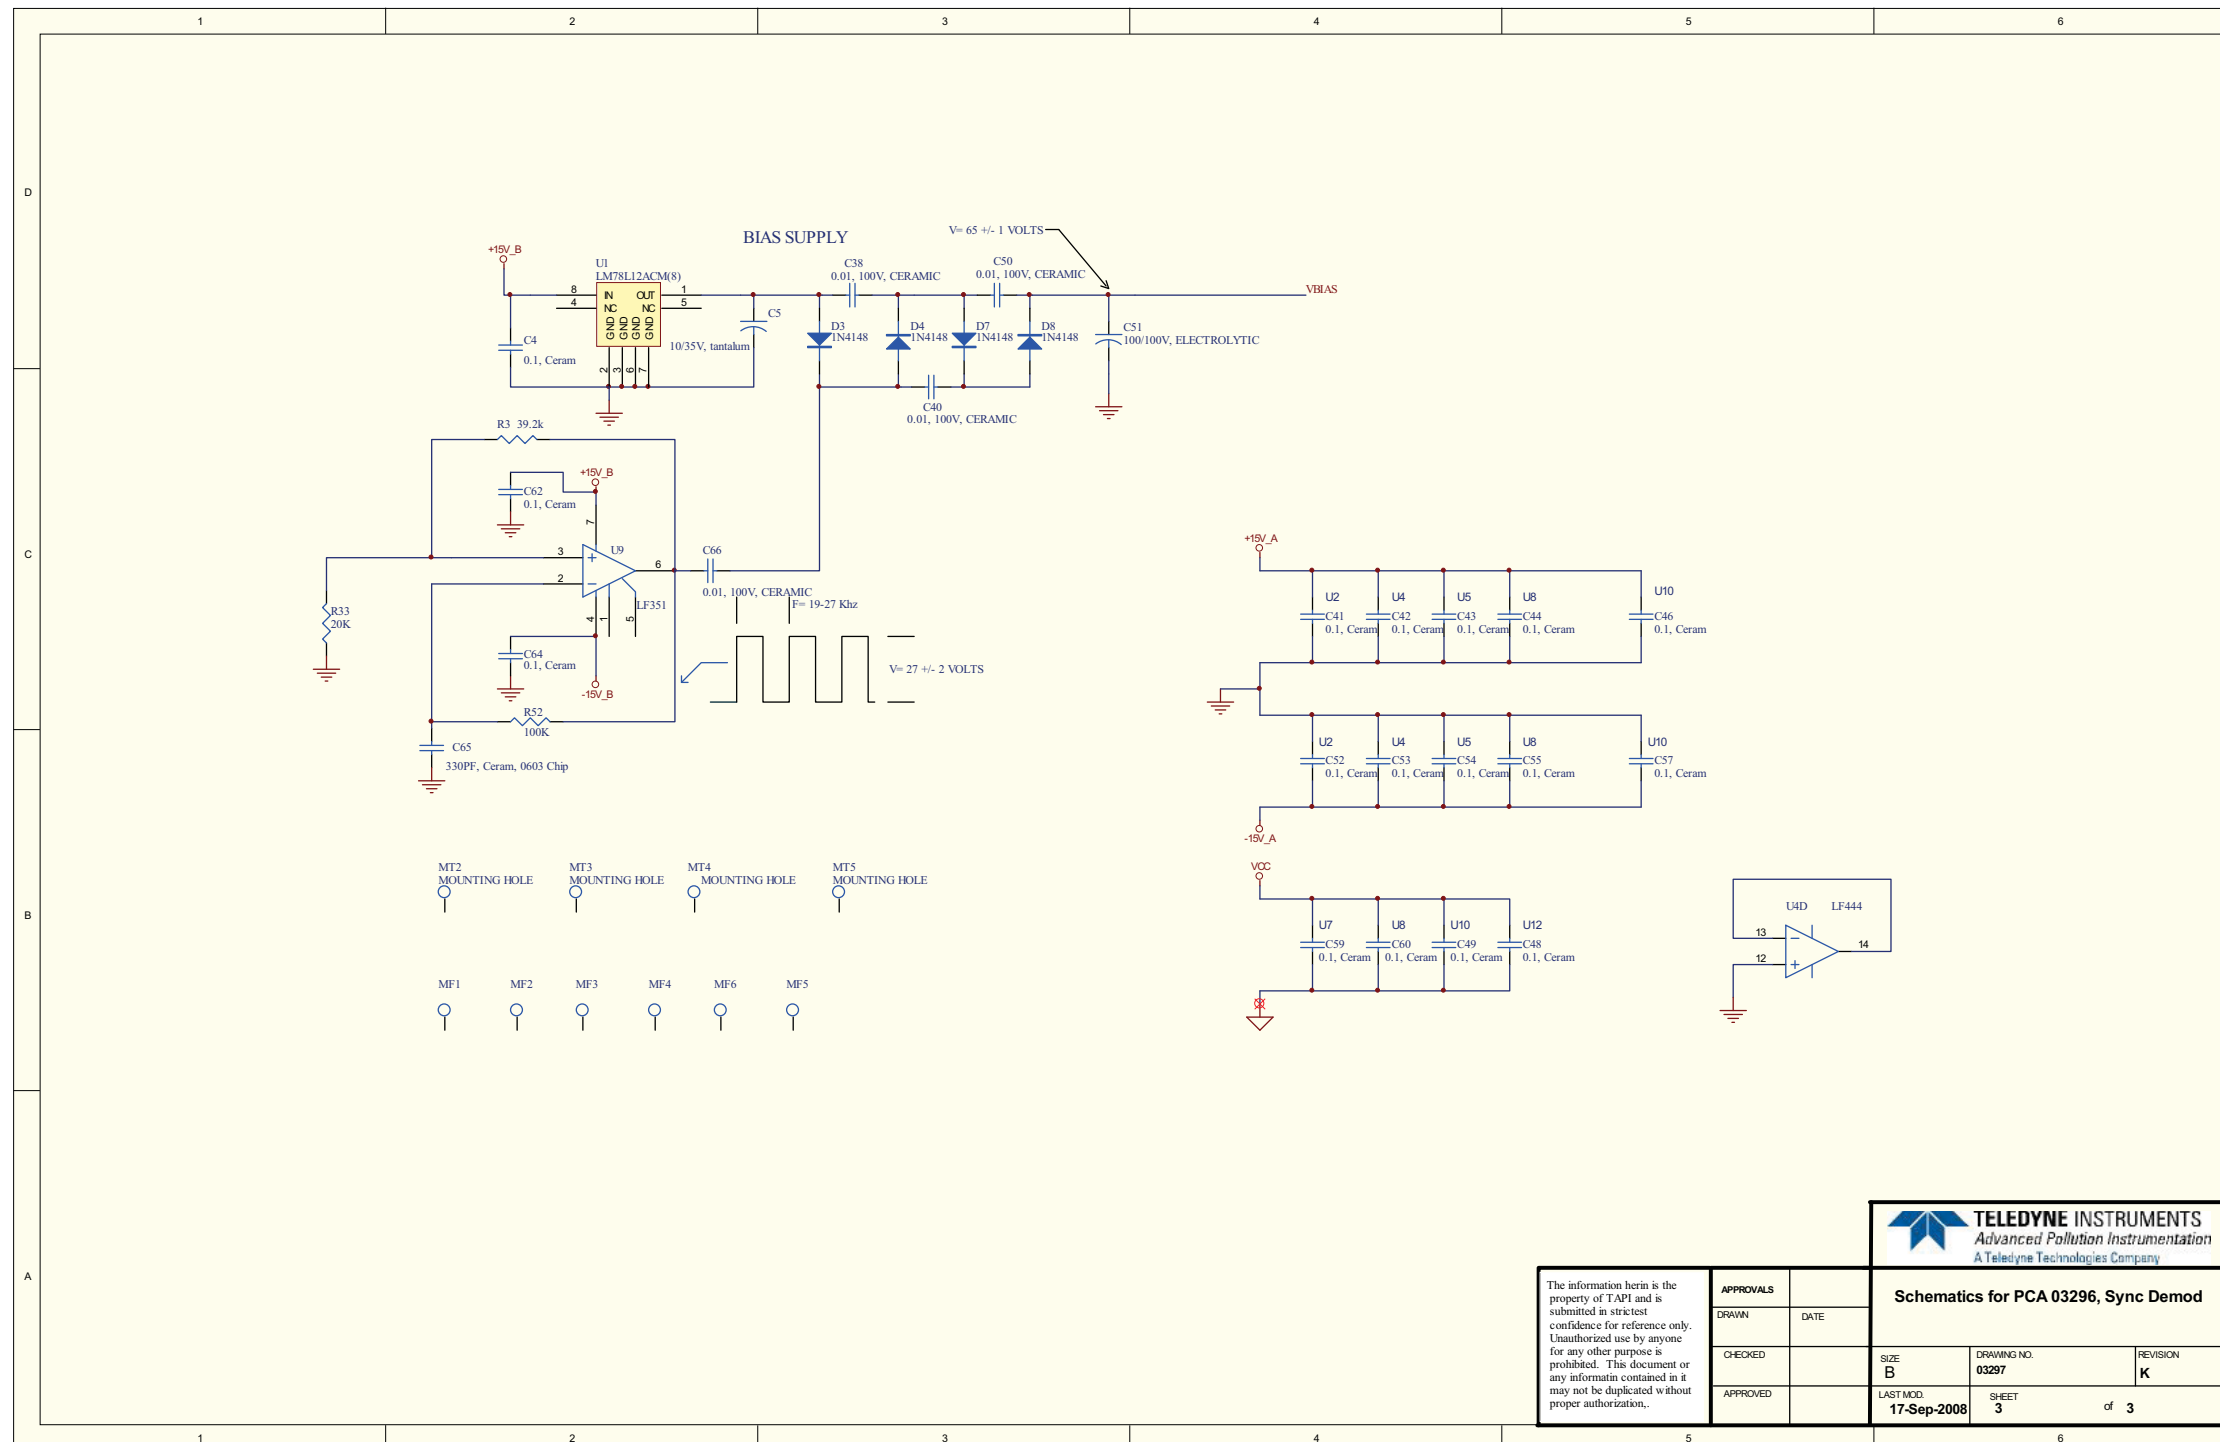 1 2 3 4 5 6
D
C
B
A
BIAS SUPPLY
V= 65 +/- 1 VOLTS
+15V_B
U1
LM78L12ACM(8)
8 IN OUT 1
4 NC NC 5
GND GND GND GND
2 3 6 7
C4
0.1, Ceram
C5
10/35V, tantalum
C38
0.01, 100V, CERAMIC
C50
0.01, 100V, CERAMIC
VBIAS
D3
1N4148
D4
1N4148
D7
1N4148
D8
1N4148
C51
100/100V, ELECTROLYTIC
C40
0.01, 100V, CERAMIC
R3 39.2k
+15V_B
C62
0.1, Ceram
7
3 +
2 −
U9
6
LF351
4 1 5
C66
0.01, 100V, CERAMIC
F= 19-27 Khz
V= 27 +/- 2 VOLTS
R33
20K
C64
0.1, Ceram
-15V_B
R52
100K
C65
330PF, Ceram, 0603 Chip
+15V_A
U2
C41
0.1, Ceram
U4
C42
0.1, Ceram
U5
C43
0.1, Ceram
U8
C44
0.1, Ceram
U10
C46
0.1, Ceram
U2
C52
0.1, Ceram
U4
C53
0.1, Ceram
U5
C54
0.1, Ceram
U8
C55
0.1, Ceram
U10
C57
0.1, Ceram
-15V_A
VCC
U7
C59
0.1, Ceram
U8
C60
0.1, Ceram
U10
C49
0.1, Ceram
U12
C48
0.1, Ceram
U4D LF444
13 −
12 +
14
MT2
MOUNTING HOLE
MT3
MOUNTING HOLE
MT4
MOUNTING HOLE
MT5
MOUNTING HOLE
MF1 MF2 MF3 MF4 MF6 MF5
TELEDYNE INSTRUMENTS
Advanced Pollution Instrumentation
A Teledyne Technologies Company
The information herin is the
property of TAPI and is
submitted in strictest
confidence for reference only.
Unauthorized use by anyone
for any other purpose is
prohibited. This document or
any informatin contained in it
may not be duplicated without
proper authorization,.
APPROVALS
DRAWN
DATE
CHECKED
APPROVED
Schematics for PCA 03296, Sync Demod
SIZE
B
DRAWING NO.
03297
REVISION
K
LAST MOD.
17-Sep-2008
SHEET
3 of 3
1 2 3 4 5 6